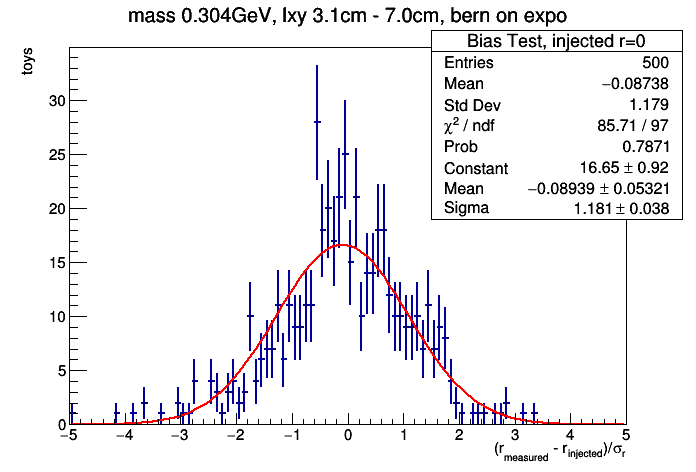 mass 0.304GeV, lxy 3.1cm - 7.0cm, bern on expo
Bias Test, injected r=0
Entries 500
Mean −0.08738
Std Dev 1.179
χ² / ndf 85.71 / 97
Prob 0.7871
Constant 16.65 ± 0.92
Mean −0.08939 ± 0.05321
Sigma 1.181 ± 0.038
toys
30
25
20
15
10
5
0
−5 −4 −3 −2 −1 0 1 2 3 4 5
(r_measured - r_injected)/σ_r